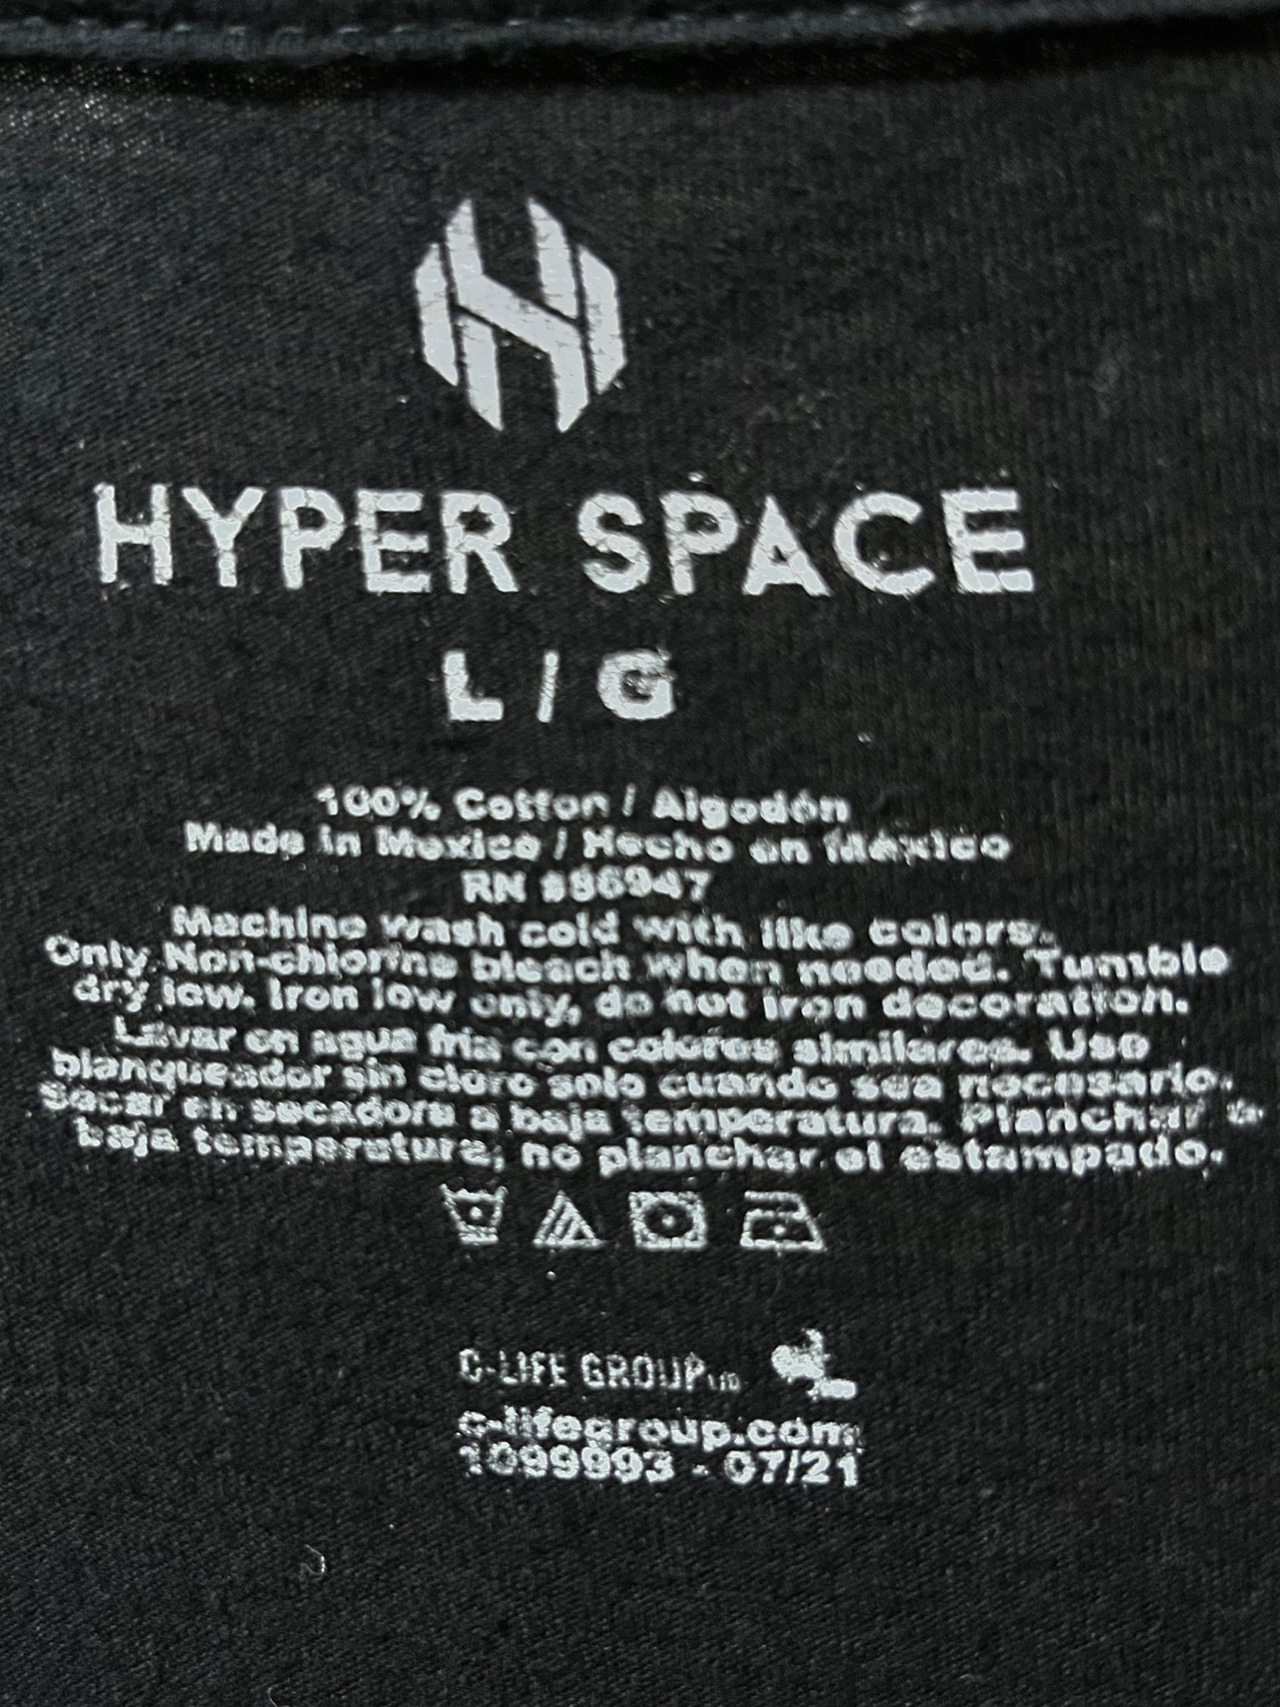 HYPER SPACE
L / G
100% Cotton / Algodón
Made in Mexico / Hecho en México
RN #96947
Machine wash cold with like colors.
Only Non-chlorine bleach when needed. Tumble
dry low. Iron low only, do not iron decoration.
Lavar en agua fria con colores similares. Use
blanqueador sin cloro solo cuando sea necesario.
Secar en secadora a baja temperatura. Planchar a
baja temperatura, no planchar el estampado.
C-LIFE GROUP LTD
c-lifegroup.com
1099993 - 07/21